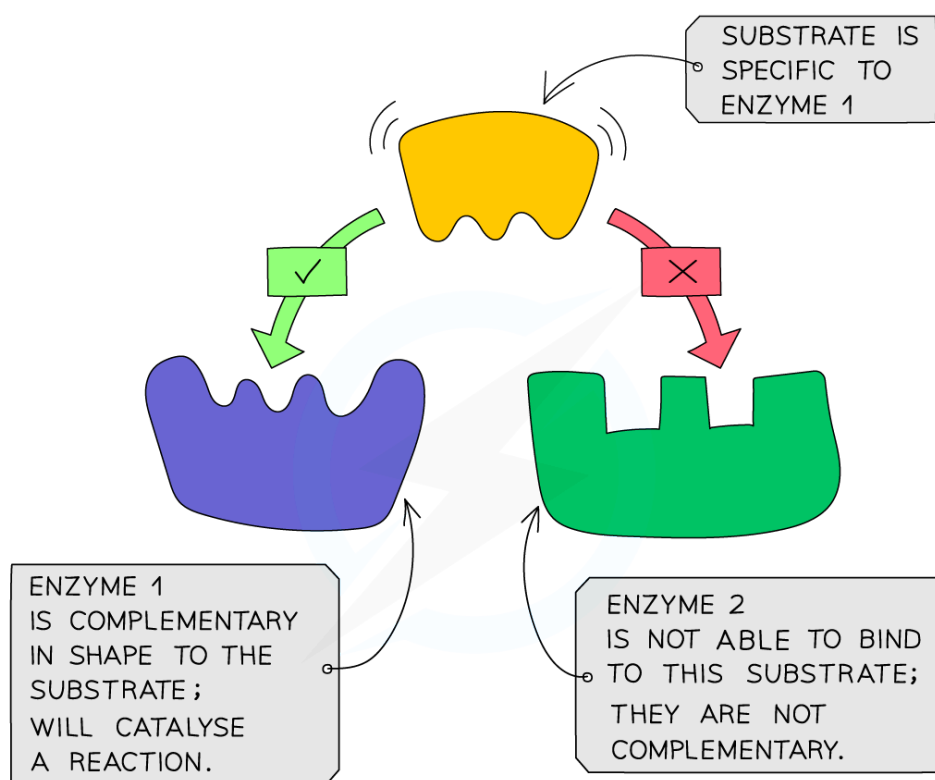 SUBSTRATE IS
SPECIFIC TO
ENZYME 1
ENZYME 1
IS COMPLEMENTARY
IN SHAPE TO THE
SUBSTRATE;
WILL CATALYSE
A REACTION.
ENZYME 2
IS NOT ABLE TO BIND
TO THIS SUBSTRATE;
THEY ARE NOT
COMPLEMENTARY.